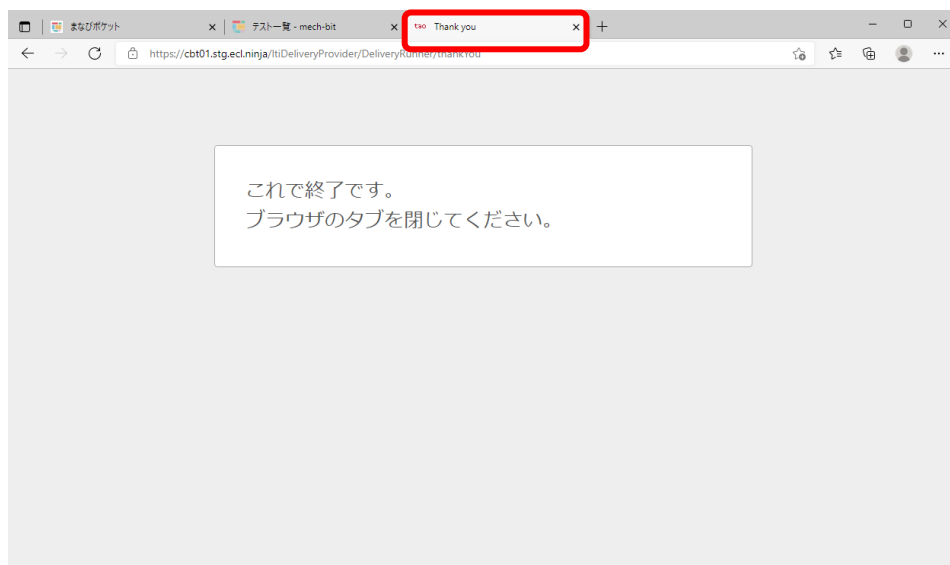 まなびポケット
テスト一覧 - mech-bit
tao Thank you
https://cbt01.stg.ecl.ninja/ltiDeliveryProvider/DeliveryRunner/thankYou
これで終了です。
ブラウザのタブを閉じてください。